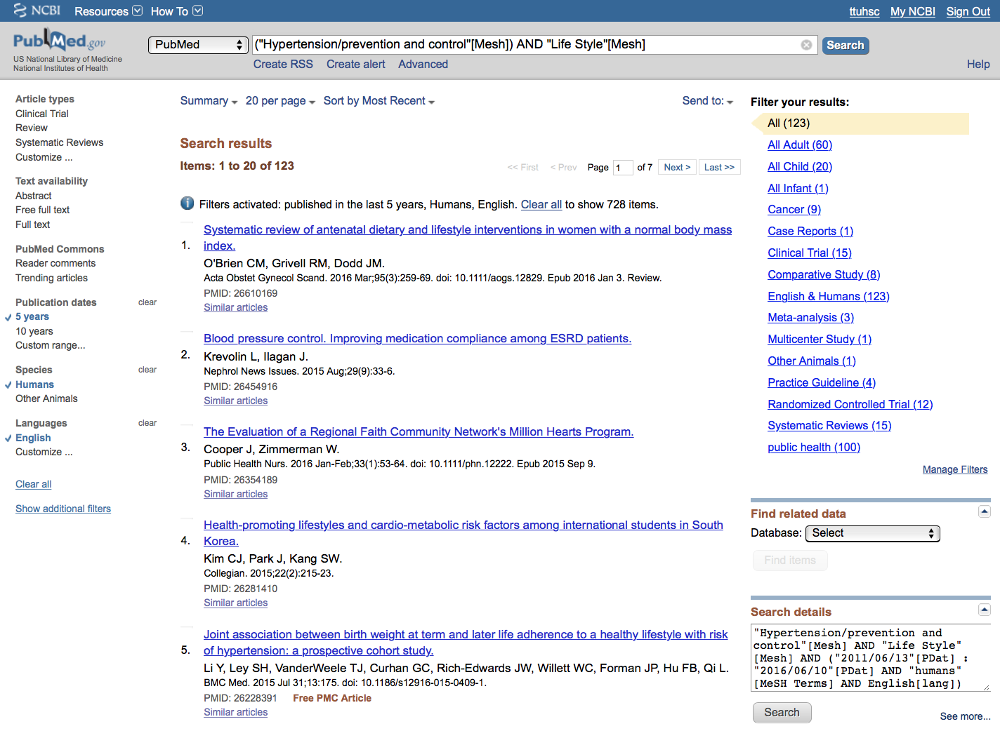 NCBI Resources How To ttuhsc My NCBI Sign Out
PubMed.gov
US National Library of Medicine
National Institutes of Health
PubMed ("Hypertension/prevention and control"[Mesh]) AND "Life Style"[Mesh] Search
Create RSS Create alert Advanced Help
Article types
Clinical Trial
Review
Systematic Reviews
Customize ...
Text availability
Abstract
Free full text
Full text
PubMed Commons
Reader comments
Trending articles
Publication dates clear
5 years
10 years
Custom range...
Species clear
Humans
Other Animals
Languages clear
English
Customize ...
Clear all
Show additional filters
Summary 20 per page Sort by Most Recent Send to:
Search results
Items: 1 to 20 of 123
<< First < Prev Page 1 of 7 Next > Last >>
Filters activated: published in the last 5 years, Humans, English. Clear all to show 728 items.
1. Systematic review of antenatal dietary and lifestyle interventions in women with a normal body mass
index.
O'Brien CM, Grivell RM, Dodd JM.
Acta Obstet Gynecol Scand. 2016 Mar;95(3):259-69. doi: 10.1111/aogs.12829. Epub 2016 Jan 3. Review.
PMID: 26610169
Similar articles
2. Blood pressure control. Improving medication compliance among ESRD patients.
Krevolin L, Ilagan J.
Nephrol News Issues. 2015 Aug;29(9):33-6.
PMID: 26454916
Similar articles
3. The Evaluation of a Regional Faith Community Network's Million Hearts Program.
Cooper J, Zimmerman W.
Public Health Nurs. 2016 Jan-Feb;33(1):53-64. doi: 10.1111/phn.12222. Epub 2015 Sep 9.
PMID: 26354189
Similar articles
4. Health-promoting lifestyles and cardio-metabolic risk factors among international students in South
Korea.
Kim CJ, Park J, Kang SW.
Collegian. 2015;22(2):215-23.
PMID: 26281410
Similar articles
5. Joint association between birth weight at term and later life adherence to a healthy lifestyle with risk
of hypertension: a prospective cohort study.
Li Y, Ley SH, VanderWeele TJ, Curhan GC, Rich-Edwards JW, Willett WC, Forman JP, Hu FB, Qi L.
BMC Med. 2015 Jul 31;13:175. doi: 10.1186/s12916-015-0409-1.
PMID: 26228391 Free PMC Article
Similar articles
Filter your results:
All (123)
All Adult (60)
All Child (20)
All Infant (1)
Cancer (9)
Case Reports (1)
Clinical Trial (15)
Comparative Study (8)
English & Humans (123)
Meta-analysis (3)
Multicenter Study (1)
Other Animals (1)
Practice Guideline (4)
Randomized Controlled Trial (12)
Systematic Reviews (15)
public health (100)
Manage Filters
Find related data
Database: Select
Find items
Search details
"Hypertension/prevention and
control"[Mesh] AND "Life Style"
[Mesh] AND ("2011/06/13"[PDat] :
"2016/06/10"[PDat] AND "humans"
[MeSH Terms] AND English[lang])
Search
See more...